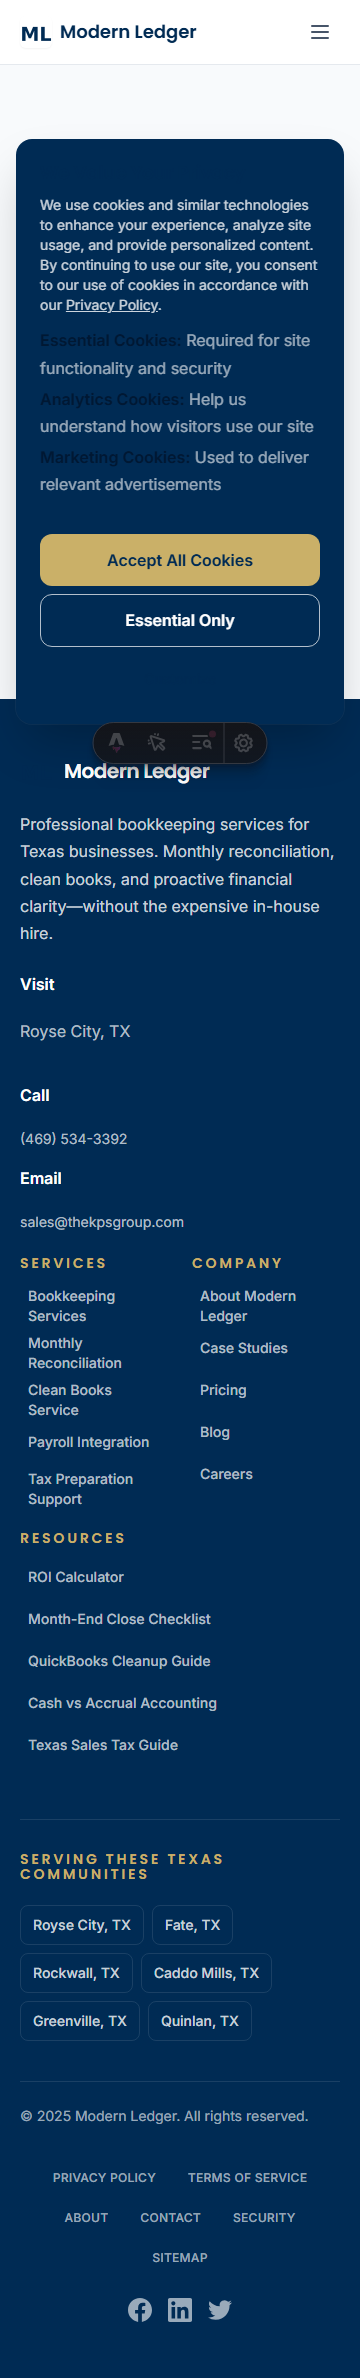 ML Modern Ledger
We use cookies and similar technologies
to enhance your experience, analyze site
usage, and provide personalized content.
By continuing to use our site, you consent
to our use of cookies in accordance with
our Privacy Policy.
Essential Cookies: Required for site
functionality and security
Analytics Cookies: Help us
understand how visitors use our site
Marketing Cookies: Used to deliver
relevant advertisements
Accept All Cookies
Essential Only
Modern Ledger
Professional bookkeeping services for
Texas businesses. Monthly reconciliation,
clean books, and proactive financial
clarity—without the expensive in-house
hire.
Visit
Royse City, TX
Call
(469) 534-3392
Email
sales@thekpsgroup.com
SERVICES
Bookkeeping
Services
Monthly
Reconciliation
Clean Books
Service
Payroll Integration
Tax Preparation
Support
COMPANY
About Modern
Ledger
Case Studies
Pricing
Blog
Careers
RESOURCES
ROI Calculator
Month-End Close Checklist
QuickBooks Cleanup Guide
Cash vs Accrual Accounting
Texas Sales Tax Guide
SERVING THESE TEXAS
COMMUNITIES
Royse City, TX
Fate, TX
Rockwall, TX
Caddo Mills, TX
Greenville, TX
Quinlan, TX
© 2025 Modern Ledger. All rights reserved.
PRIVACY POLICY
TERMS OF SERVICE
ABOUT
CONTACT
SECURITY
SITEMAP